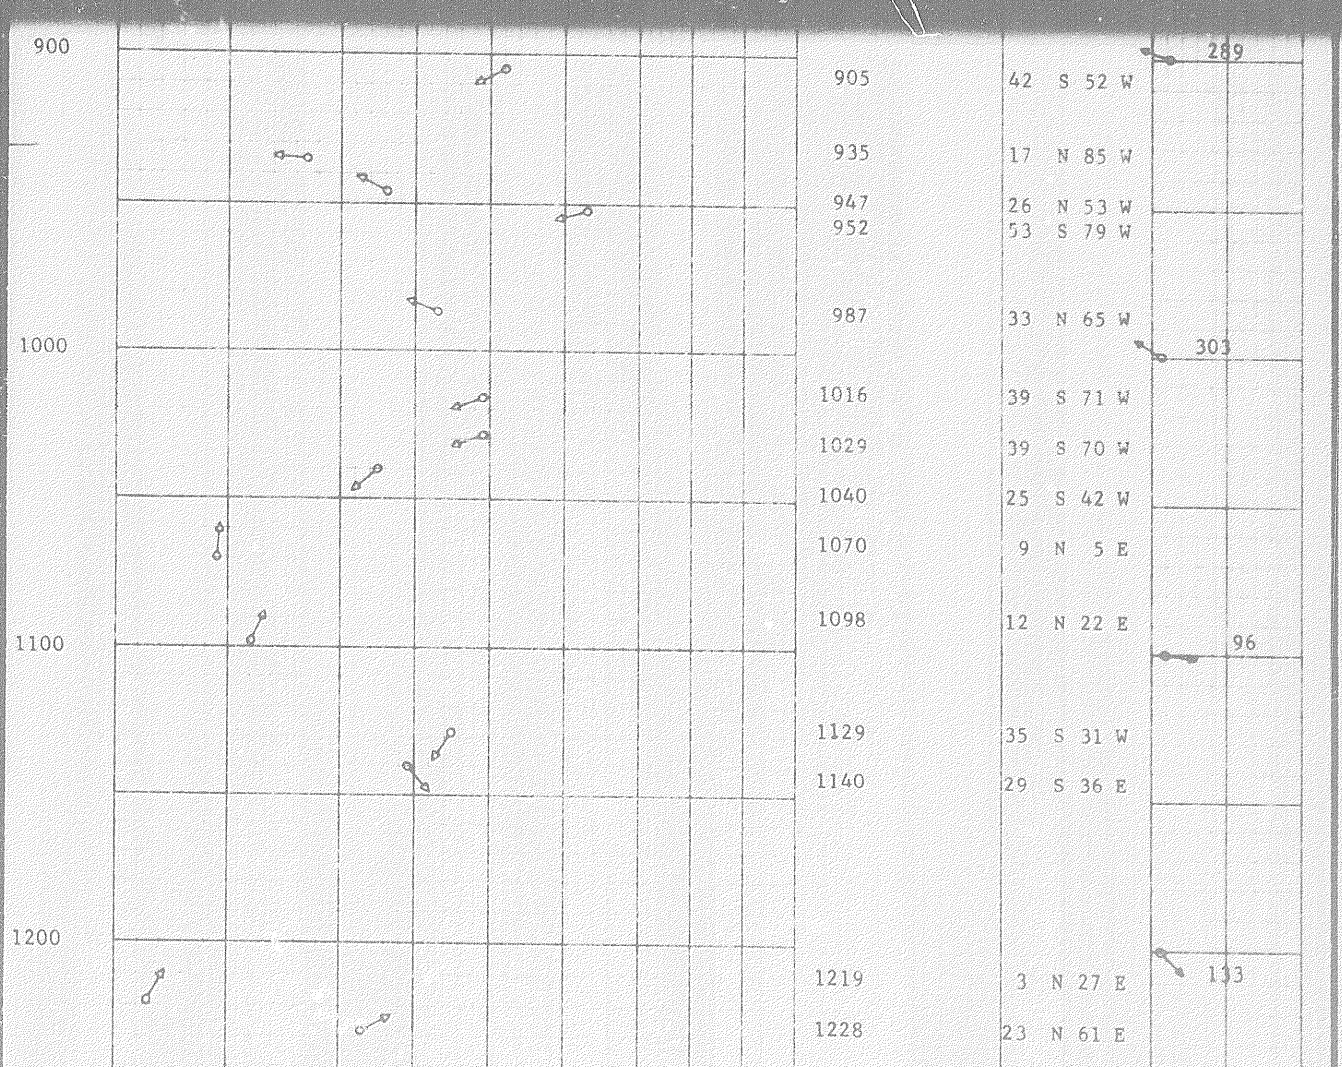 900 289
905 42 S 52 W
935 17 N 85 W
947 26 N 53 W
952 53 S 79 W
987 33 N 65 W
1000 303
1016 39 S 71 W
1029 39 S 70 W
1040 25 S 42 W
1070 9 N 5 E
1098 12 N 22 E
1100 96
1129 35 S 31 W
1140 29 S 36 E
1200
1219 3 N 27 E 133
1228 23 N 61 E